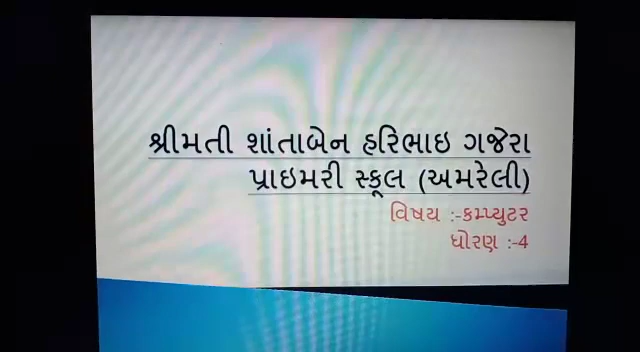 શ્રીમતી શાંતાબેન હરિભાઇ ગજેરા
પ્રાઇમરી સ્કૂલ (અમરેલી)
વિષય :-કમ્પ્યુટર
ધોરણ :-4